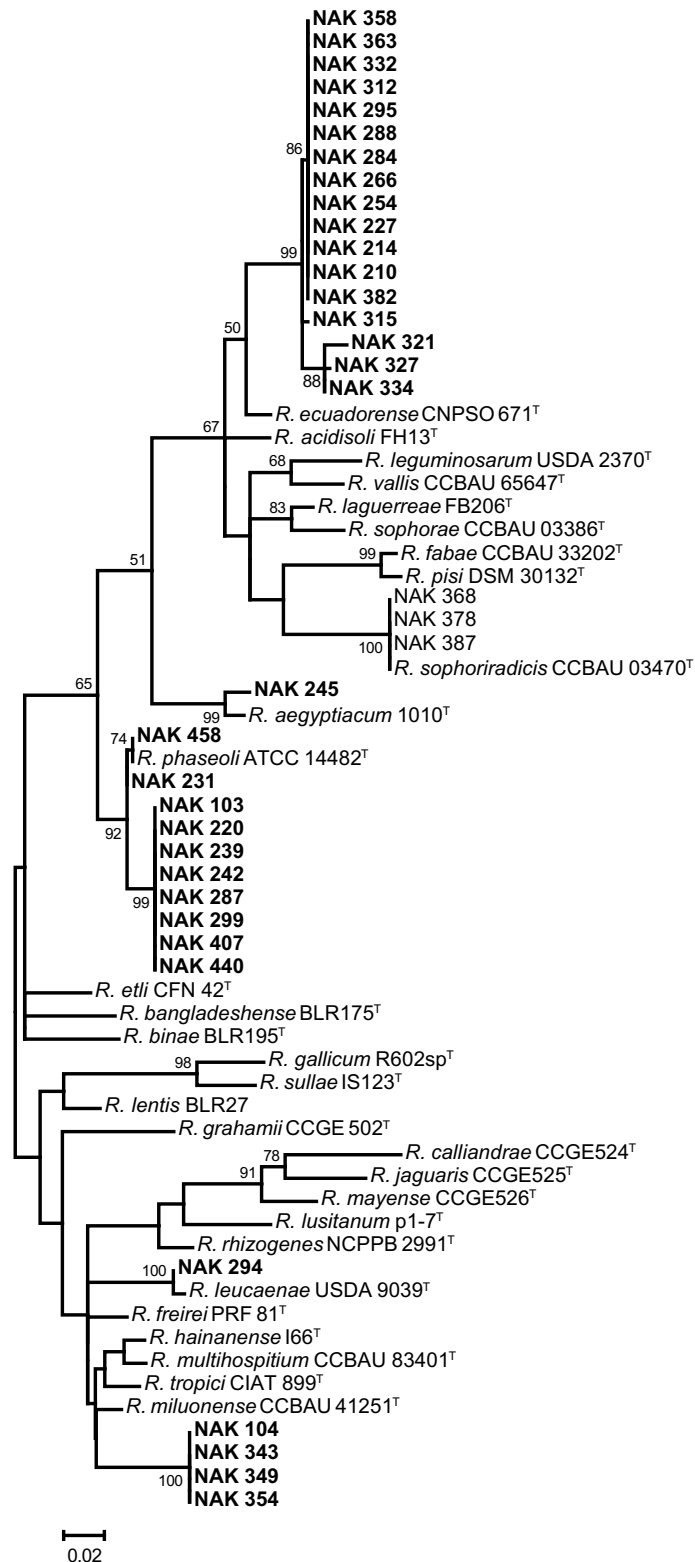 NAK 358
NAK 363
NAK 332
NAK 312
NAK 295
NAK 288
86
NAK 284
NAK 266
NAK 254
NAK 227
NAK 214
99
NAK 210
NAK 382
NAK 315
50
NAK 321
NAK 327
88
NAK 334
R. ecuadorense CNPSO 671ᵀ
67
R. acidisoli FH13ᵀ
68
R. leguminosarum USDA 2370ᵀ
R. vallis CCBAU 65647ᵀ
83
R. laguerreae FB206ᵀ
R. sophorae CCBAU 03386ᵀ
99
R. fabae CCBAU 33202ᵀ
51
R. pisi DSM 30132ᵀ
NAK 368
NAK 378
NAK 387
100
R. sophoriradicis CCBAU 03470ᵀ
65
NAK 245
99
R. aegyptiacum 1010ᵀ
74
NAK 458
R. phaseoli ATCC 14482ᵀ
NAK 231
NAK 103
92
NAK 220
NAK 239
NAK 242
99
NAK 287
NAK 299
NAK 407
NAK 440
R. etli CFN 42ᵀ
R. bangladeshense BLR175ᵀ
R. binae BLR195ᵀ
98
R. gallicum R602spᵀ
R. sullae IS123ᵀ
R. lentis BLR27
R. grahamii CCGE 502ᵀ
78
R. calliandrae CCGE524ᵀ
91
R. jaguaris CCGE525ᵀ
R. mayense CCGE526ᵀ
R. lusitanum p1-7ᵀ
R. rhizogenes NCPPB 2991ᵀ
100
NAK 294
R. leucaenae USDA 9039ᵀ
R. freirei PRF 81ᵀ
R. hainanense I66ᵀ
R. multihospitium CCBAU 83401ᵀ
R. tropici CIAT 899ᵀ
R. miluonense CCBAU 41251ᵀ
NAK 104
NAK 343
100
NAK 349
NAK 354
0.02